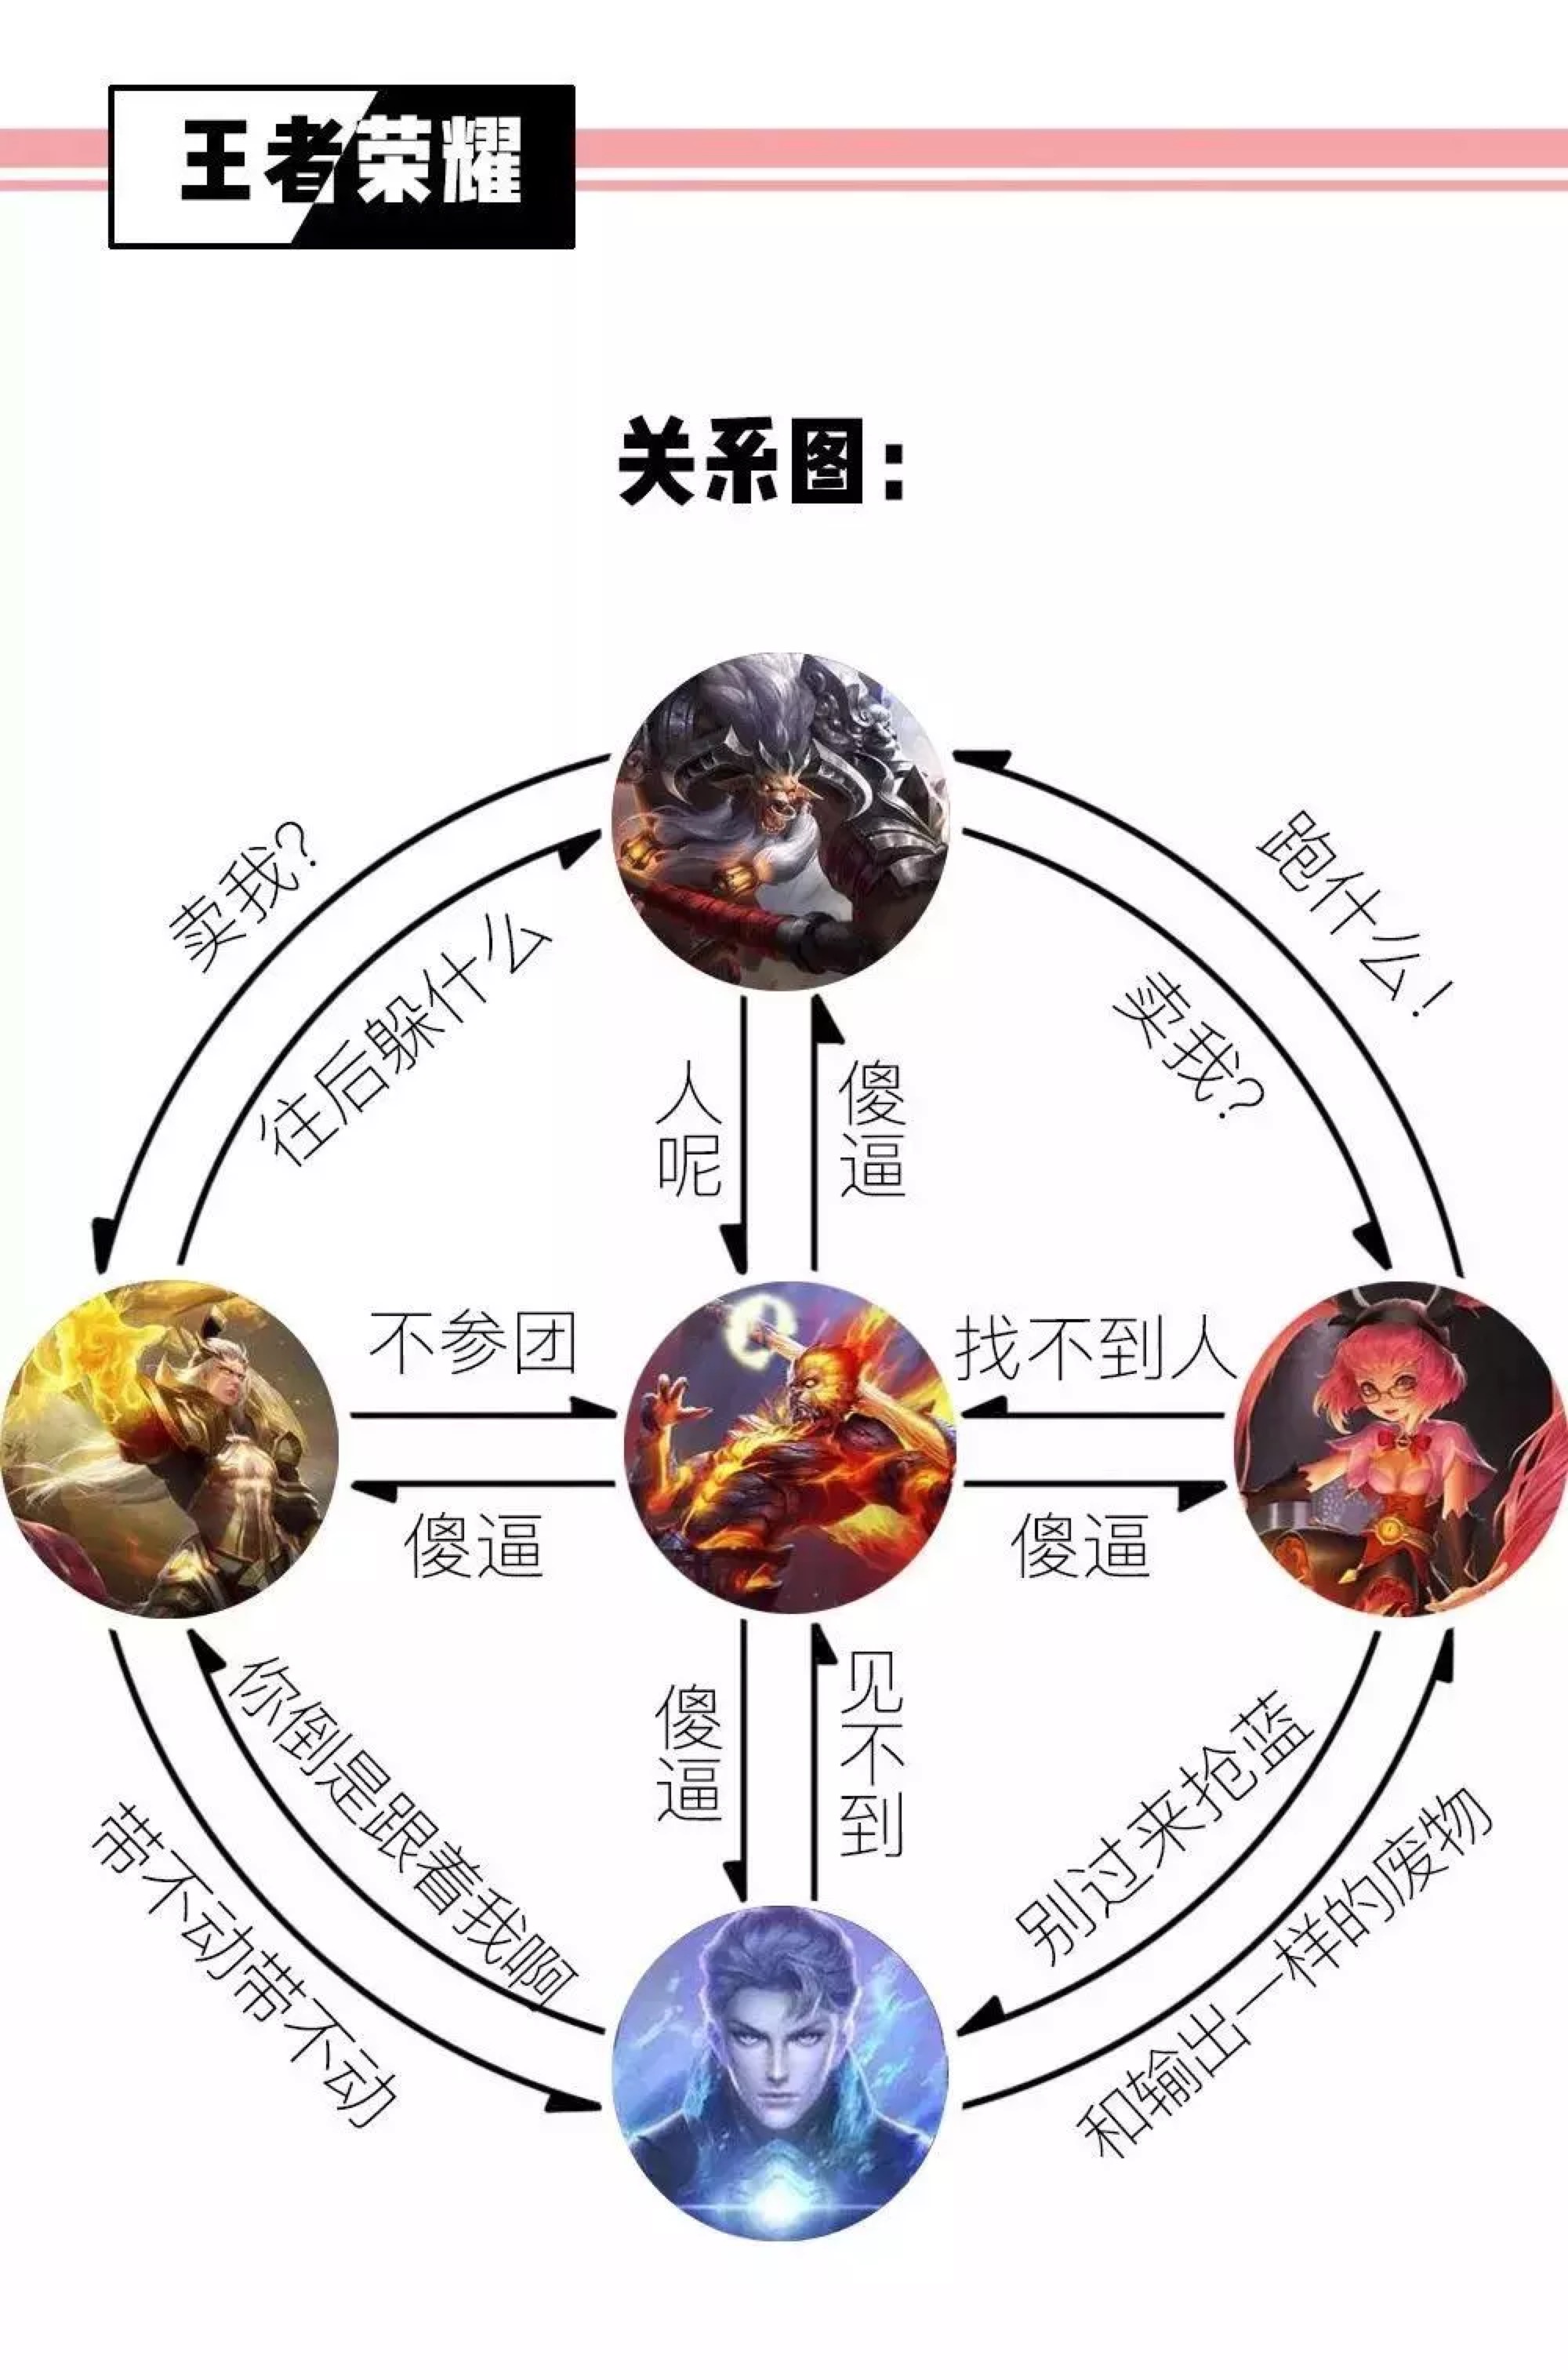 王者荣耀
关系图：
卖我?
往后躲什么
跑什么！
卖我?
人呢
傻逼
不参团
傻逼
找不到人
傻逼
傻逼
见不到
你倒是跟着我啊
带不动带不动
别过来抢蓝
和输出一样的废物